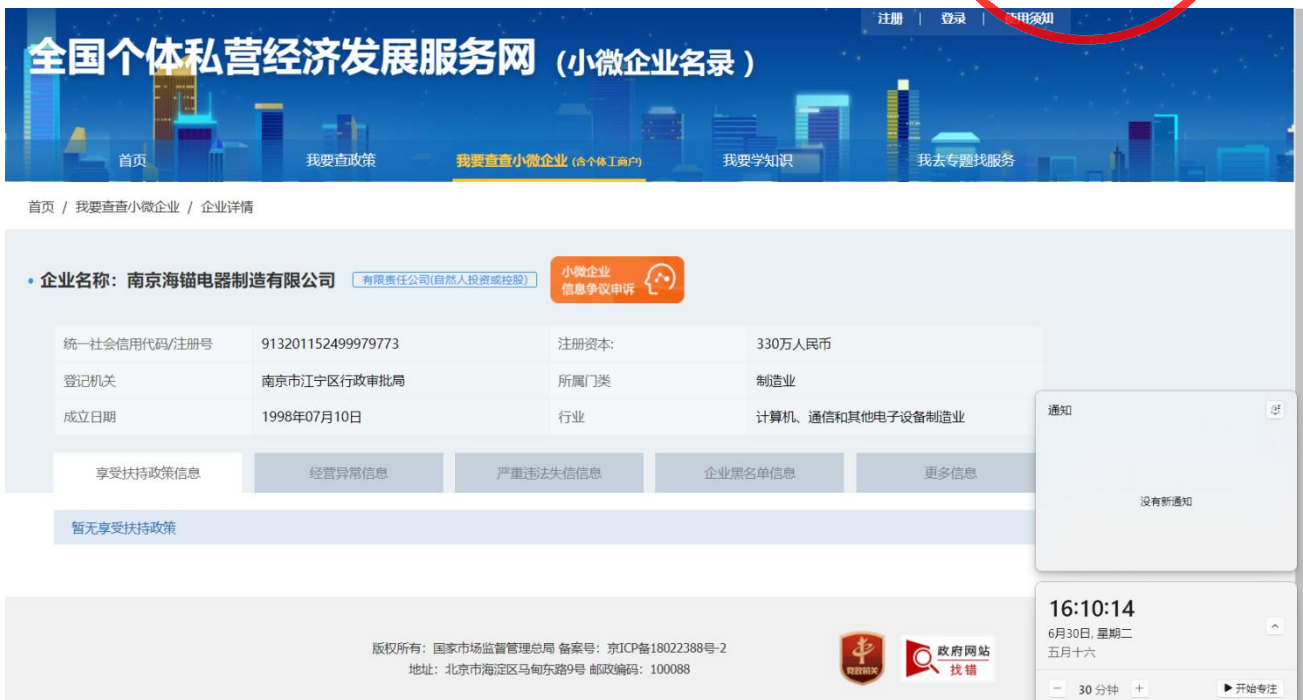 注册 | 登录 | 使用须知
全国个体私营经济发展服务网 (小微企业名录)
首页 我要查政策 我要查查小微企业 (含个体工商户) 我要学知识 我去专题找服务
首页 / 我要查查小微企业 / 企业详情
• 企业名称: 南京海锚电器制造有限公司 有限责任公司(自然人投资或控股) 小微企业
信息争议申诉
统一社会信用代码/注册号 913201152499979773 注册资本: 330万人民币
登记机关 南京市江宁区行政审批局 所属门类 制造业
成立日期 1998年07月10日 行业 计算机、通信和其他电子设备制造业
享受扶持政策信息 经营异常信息 严重违法失信信息 企业黑名单信息 更多信息
暂无享受扶持政策
通知
没有新通知
版权所有: 国家市场监督管理总局 备案号: 京ICP备18022388号-2
地址: 北京市海淀区马甸东路9号 邮政编码: 100088
党政机关
政府网站
找错
16:10:14
6月30日, 星期二
五月十六
− 30 分钟 + ▶ 开始专注